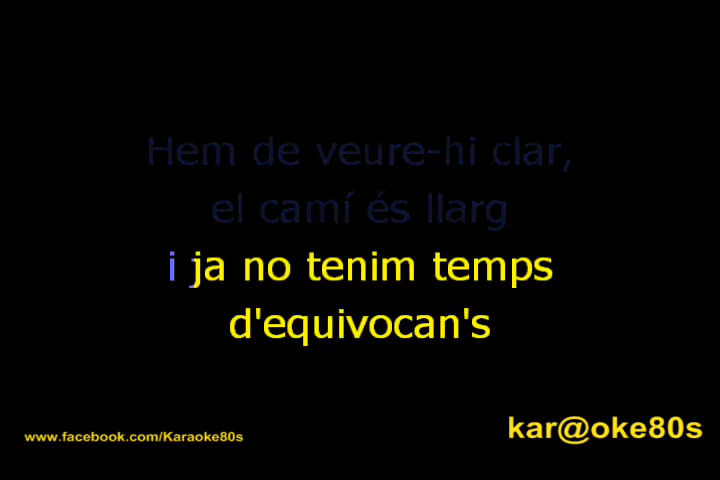 Hem de veure-hi clar,
el camí és llarg
i ja no tenim temps
d'equivocan's
www.facebook.com/Karaoke80s
kar@oke80s